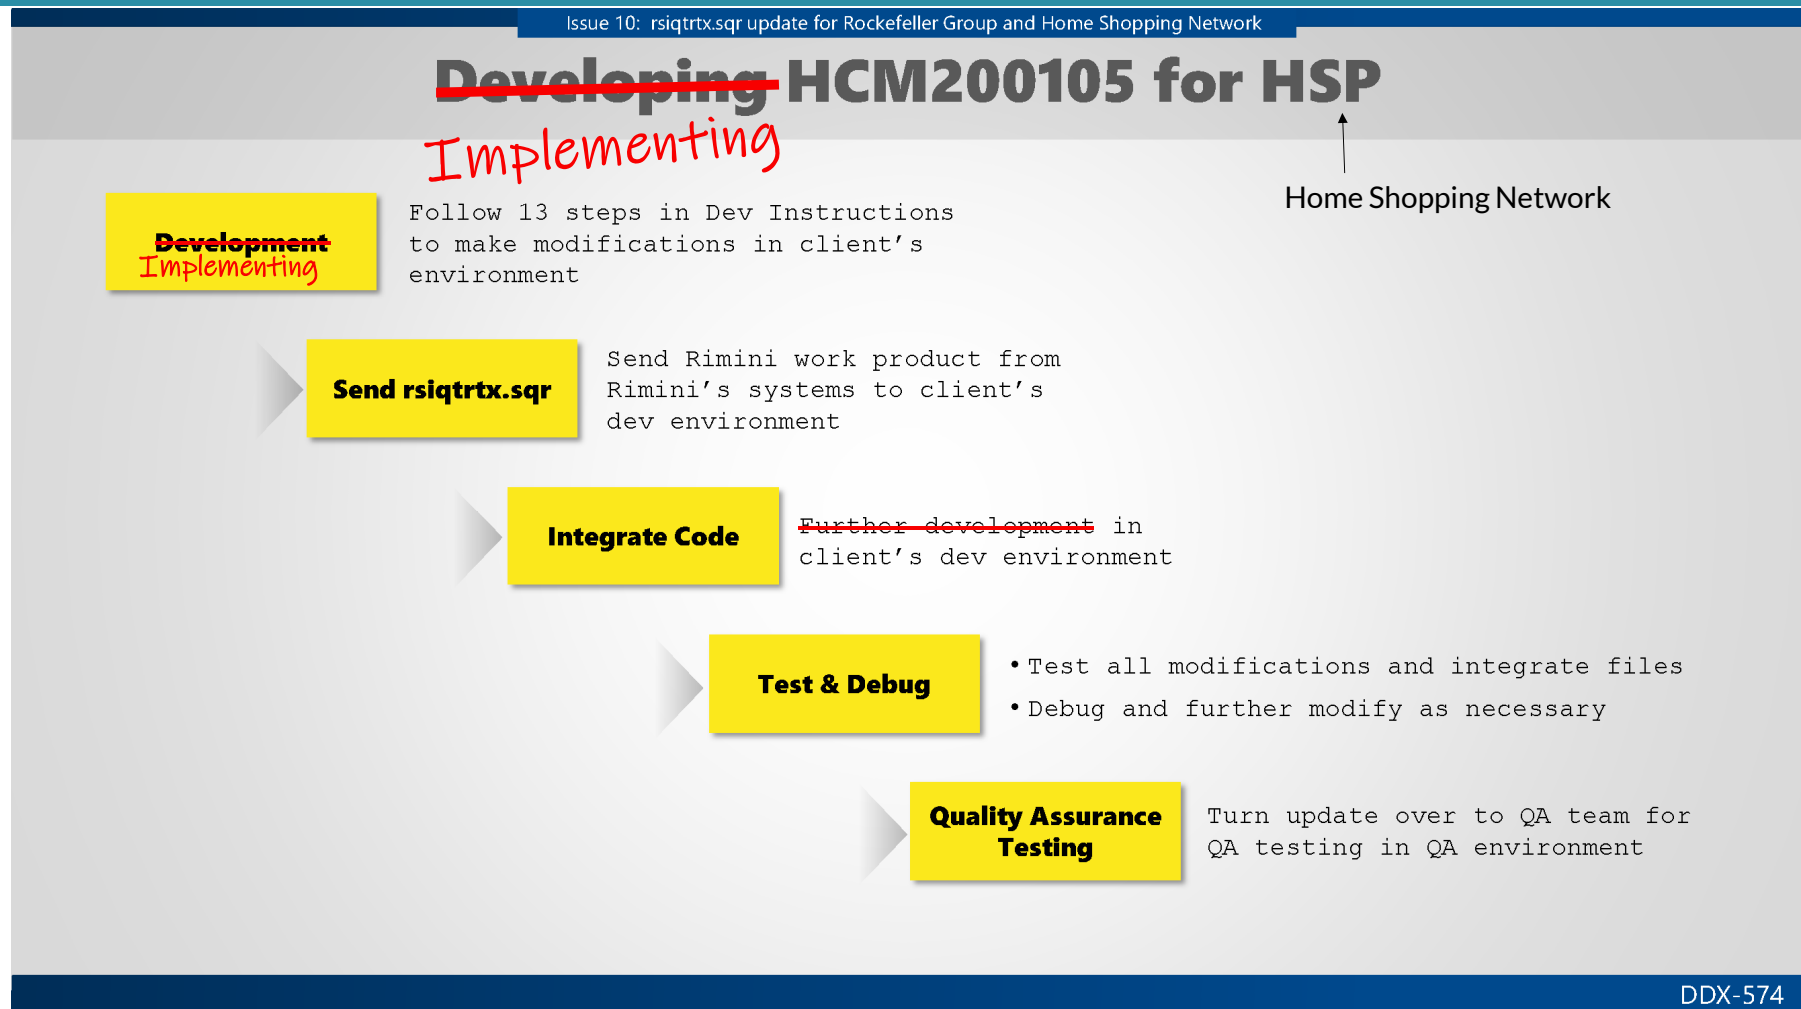 Issue 10: rsiqtrtx.sqr update for Rockefeller Group and Home Shopping Network
Developing HCM200105 for HSP
Implementing
Home Shopping Network
Development
Implementing
Follow 13 steps in Dev Instructions
to make modifications in client’s
environment
Send rsiqtrtx.sqr
Send Rimini work product from
Rimini’s systems to client’s
dev environment
Integrate Code
Further development in
client’s dev environment
Test & Debug
• Test all modifications and integrate files
• Debug and further modify as necessary
Quality Assurance
Testing
Turn update over to QA team for
QA testing in QA environment
DDX-574